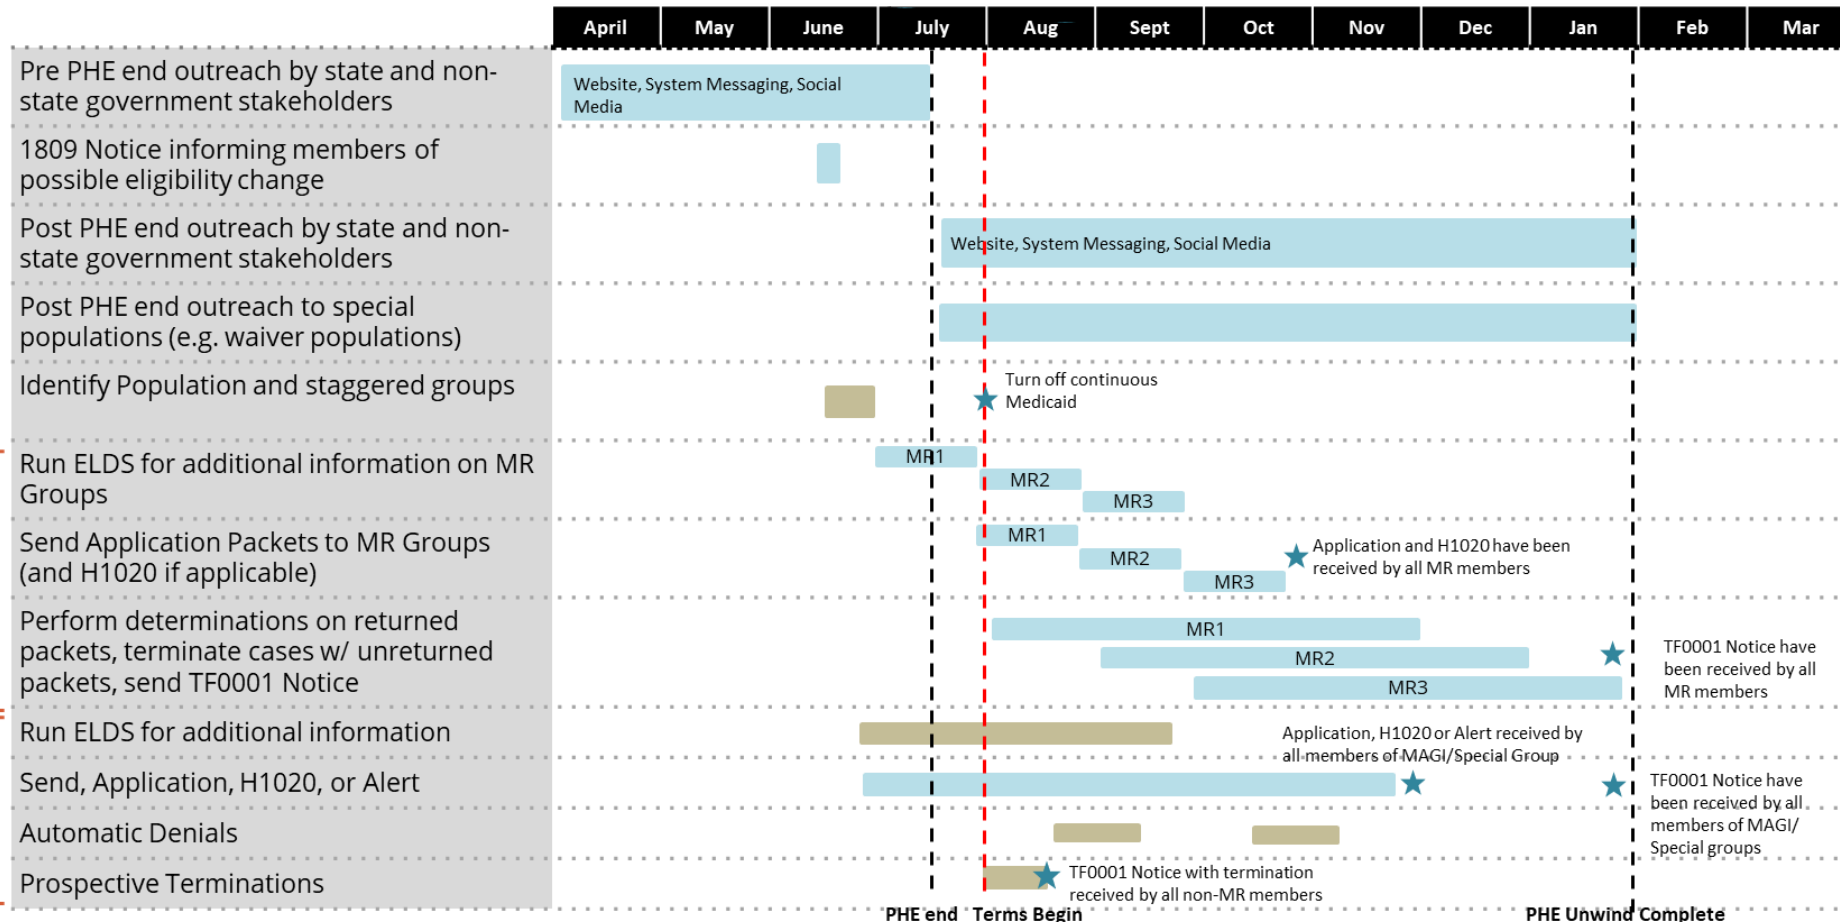 April May June July Aug Sept Oct Nov Dec Jan Feb Mar
Pre PHE end outreach by state and non-
state government stakeholders
Website, System Messaging, Social
Media
1809 Notice informing members of
possible eligibility change
Post PHE end outreach by state and non-
state government stakeholders
Website, System Messaging, Social Media
Post PHE end outreach to special
populations (e.g. waiver populations)
Identify Population and staggered groups
Turn off continuous
Medicaid
Run ELDS for additional information on MR
Groups
MR1
MR2
MR3
Send Application Packets to MR Groups
(and H1020 if applicable)
MR1
MR2
MR3
Application and H1020 have been
received by all MR members
Perform determinations on returned
packets, terminate cases w/ unreturned
packets, send TF0001 Notice
MR1
MR2
MR3
TF0001 Notice have
been received by all
MR members
Run ELDS for additional information
Application, H1020 or Alert received by
all members of MAGI/Special Group
Send, Application, H1020, or Alert
TF0001 Notice have
been received by all
members of MAGI/
Special groups
Automatic Denials
Prospective Terminations
TF0001 Notice with termination
received by all non-MR members
PHE end Terms Begin PHE Unwind Complete